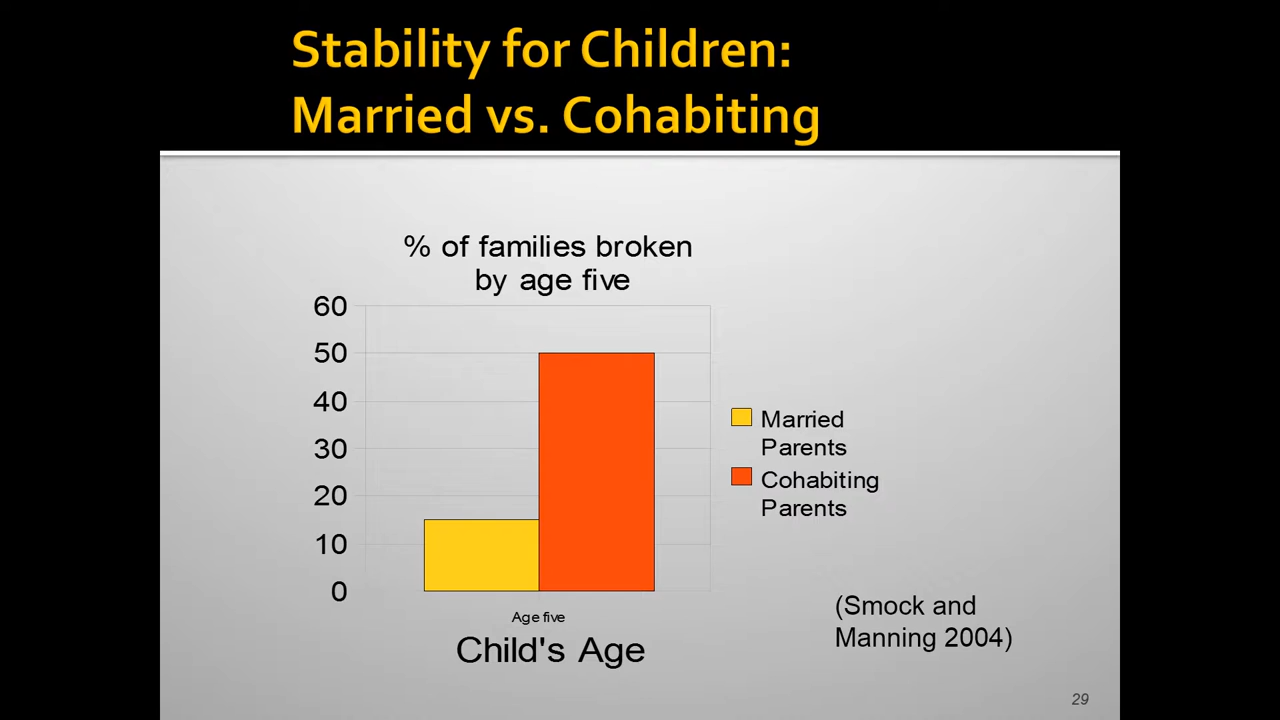 Stability for Children:
Married vs. Cohabiting
% of families broken
by age five
60
50
40
30
20
10
0
Age five
Child's Age
Married
Parents
Cohabiting
Parents
(Smock and
Manning 2004)
29